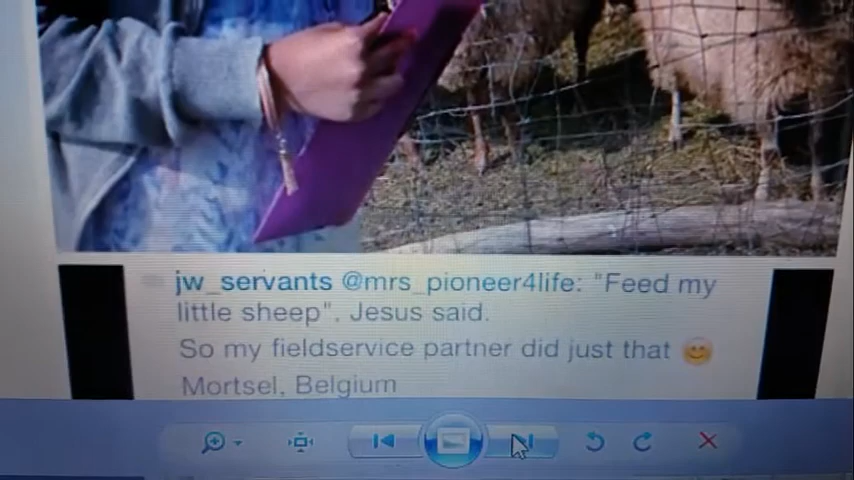 jw_servants @mrs_pioneer4life: "Feed my
little sheep". Jesus said.
So my fieldservice partner did just that
Mortsel, Belgium